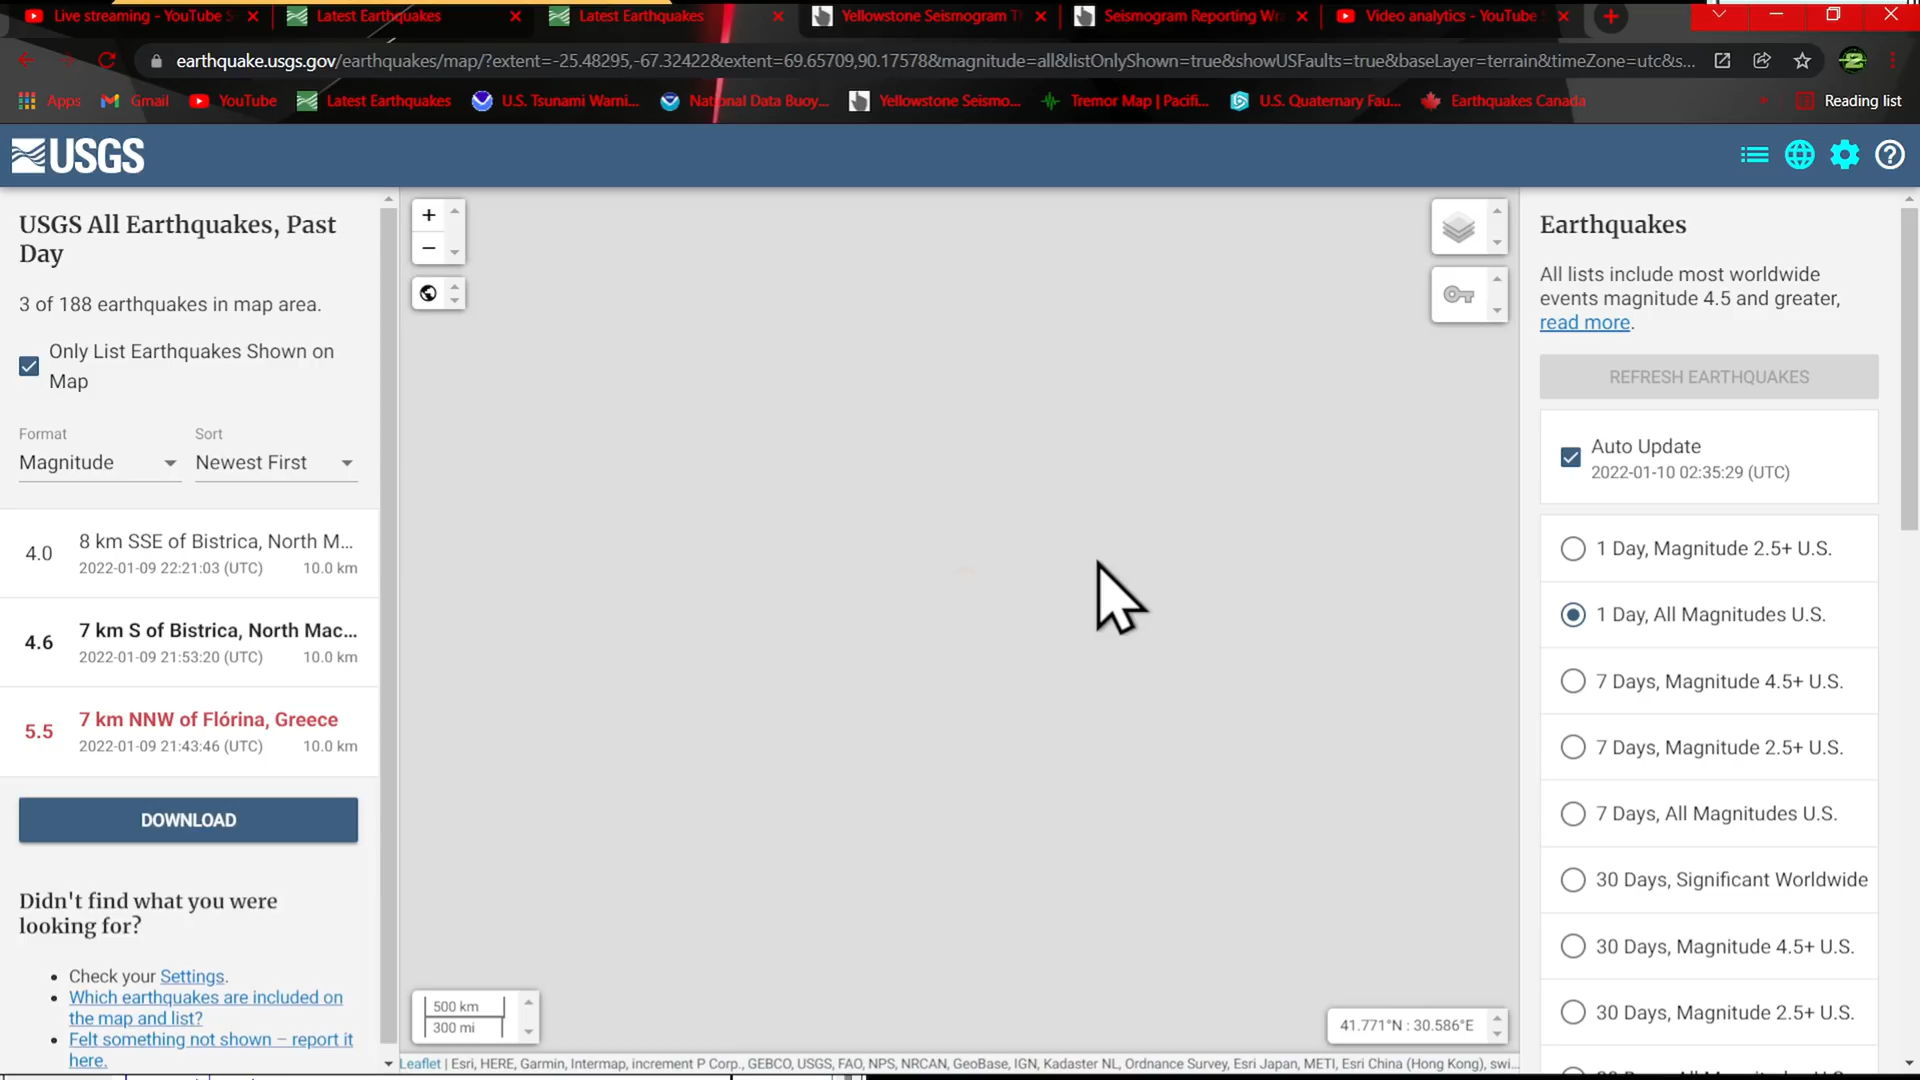 Live streaming - YouTube S
Latest Earthquakes
Latest Earthquakes
Yellowstone Seismogram T
Seismogram Reporting Wr
Video analytics - YouTube
earthquake.usgs.gov/earthquakes/map/?extent=-25.48295,-67.32422&extent=69.65709,90.17578&magnitude=all&listOnlyShown=true&showUSFaults=true&baseLayer=terrain&timeZone=utc&s...
Apps
Gmail
YouTube
Latest Earthquakes
U.S. Tsunami Warni...
National Data Buoy...
Yellowstone Seismo...
Tremor Map | Pacifi...
U.S. Quaternary Fau...
Earthquakes Canada
Reading list
USGS
USGS All Earthquakes, Past
Day
3 of 188 earthquakes in map area.
Only List Earthquakes Shown on
Map
Format
Sort
Magnitude
Newest First
4.0
8 km SSE of Bistrica, North M...
2022-01-09 22:21:03 (UTC) 10.0 km
4.6
7 km S of Bistrica, North Mac...
2022-01-09 21:53:20 (UTC) 10.0 km
5.5
7 km NNW of Flórina, Greece
2022-01-09 21:43:46 (UTC) 10.0 km
DOWNLOAD
Didn't find what you were
looking for?
Check your Settings.
Which earthquakes are included on
the map and list?
Felt something not shown – report it
here.
+
−
500 km
300 mi
41.771°N : 30.586°E
Leaflet | Esri, HERE, Garmin, Intermap, increment P Corp., GEBCO, USGS, FAO, NPS, NRCAN, GeoBase, IGN, Kadaster NL, Ordnance Survey, Esri Japan, METI, Esri China (Hong Kong), swi...
Earthquakes
All lists include most worldwide
events magnitude 4.5 and greater,
read more.
REFRESH EARTHQUAKES
Auto Update
2022-01-10 02:35:29 (UTC)
1 Day, Magnitude 2.5+ U.S.
1 Day, All Magnitudes U.S.
7 Days, Magnitude 4.5+ U.S.
7 Days, Magnitude 2.5+ U.S.
7 Days, All Magnitudes U.S.
30 Days, Significant Worldwide
30 Days, Magnitude 4.5+ U.S.
30 Days, Magnitude 2.5+ U.S.